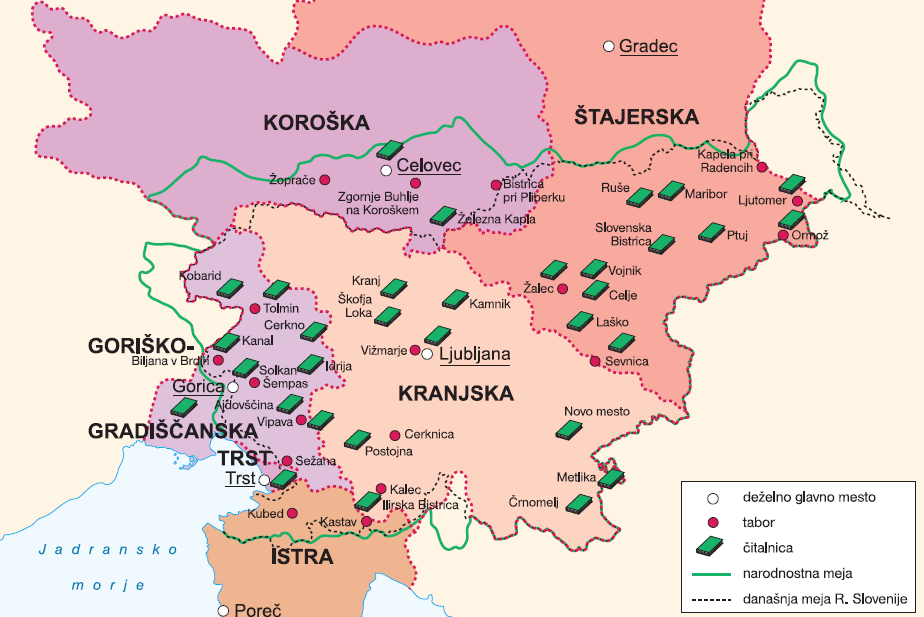 Gradec
KOROŠKA
ŠTAJERSKA
Celovec
Kapela pri
Radencih
Žoprače
Zgornje Buhlje
na Koroškem
Bistrica
pri Pliberku
Železna Kapla
Ruše
Maribor
Ljutomer
Slovenska
Bistrica
Ptuj
Ormož
Kobarid
Tolmin
Cerkno
Kranj
Škofja
Loka
Kamnik
Vojnik
Žalec
Celje
Laško
Sevnica
GORIŠKO-
Kanal
Biljana v Brdih
Solkan
Šempas
Idrija
Gorica
Vižmarje
Ljubljana
KRANJSKA
Ajdovščina
Vipava
GRADIŠČANSKA
Cerknica
Postojna
Novo mesto
TRST
Trst
Sežana
Metlika
Črnomelj
Kalec
Ilirska Bistrica
Kubed
Kastav
ISTRA
Jadransko
morje
Poreč
deželno glavno mesto
tabor
čitalnica
narodnostna meja
današnja meja R. Slovenije